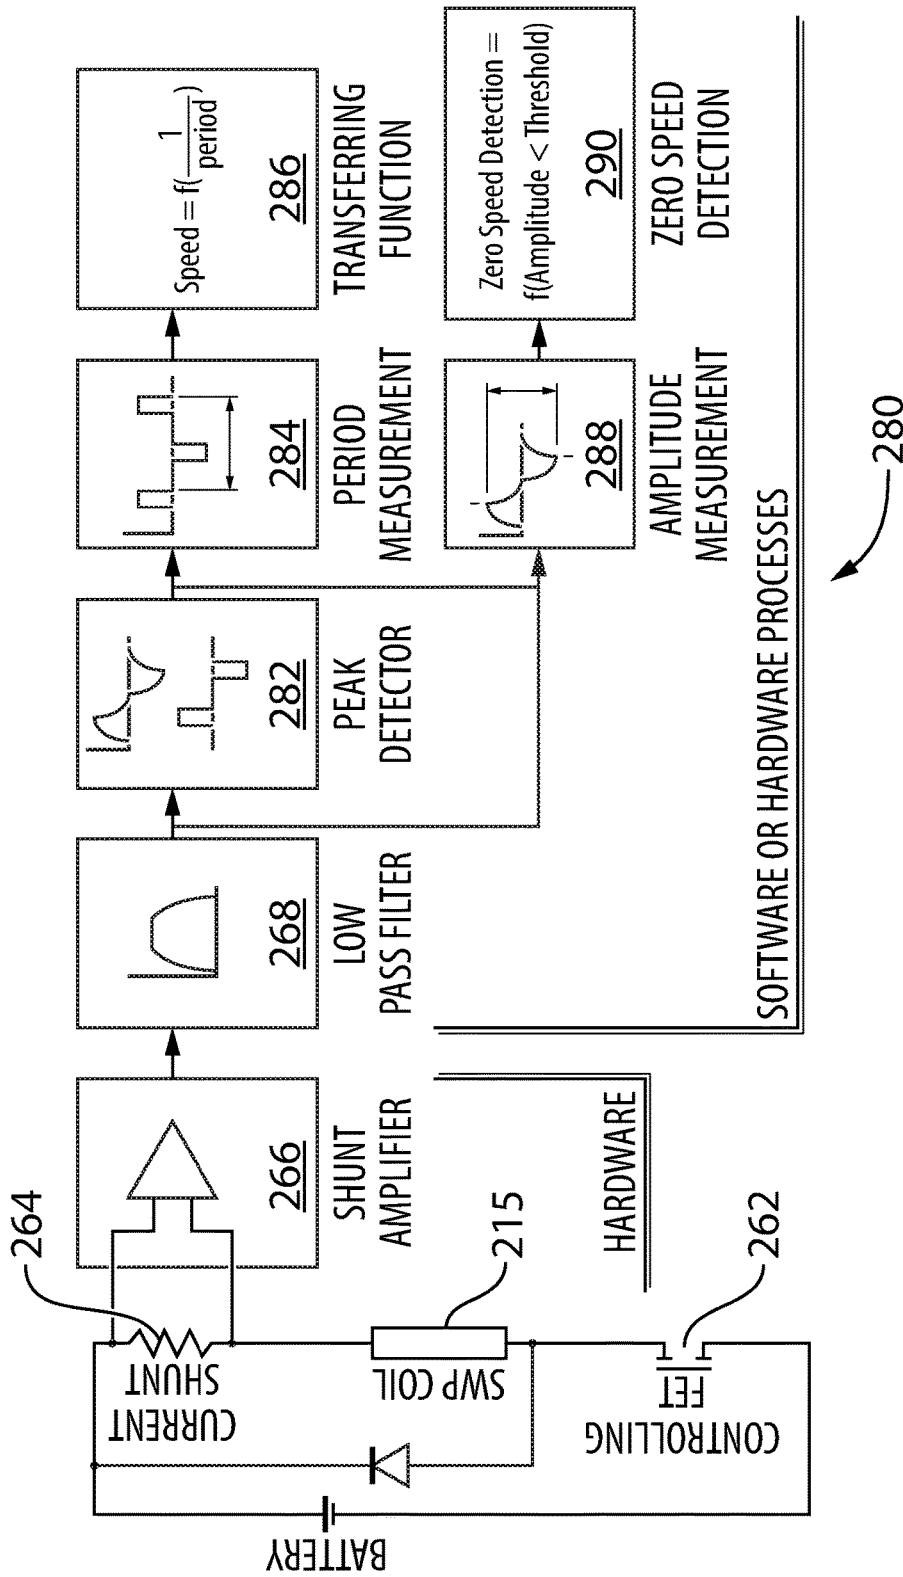 BATTERY
CURRENT
SHUNT
264
SWP COIL
215
CONTROLLING
FET
262
266
SHUNT
AMPLIFIER
HARDWARE
268
LOW
PASS FILTER
282
PEAK
DETECTOR
284
PERIOD
MEASUREMENT
Speed = f(1/period)
286
TRANSFERRING
FUNCTION
288
AMPLITUDE
MEASUREMENT
Zero Speed Detection =
f(Amplitude < Threshold)
290
ZERO SPEED
DETECTION
SOFTWARE OR HARDWARE PROCESSES
280